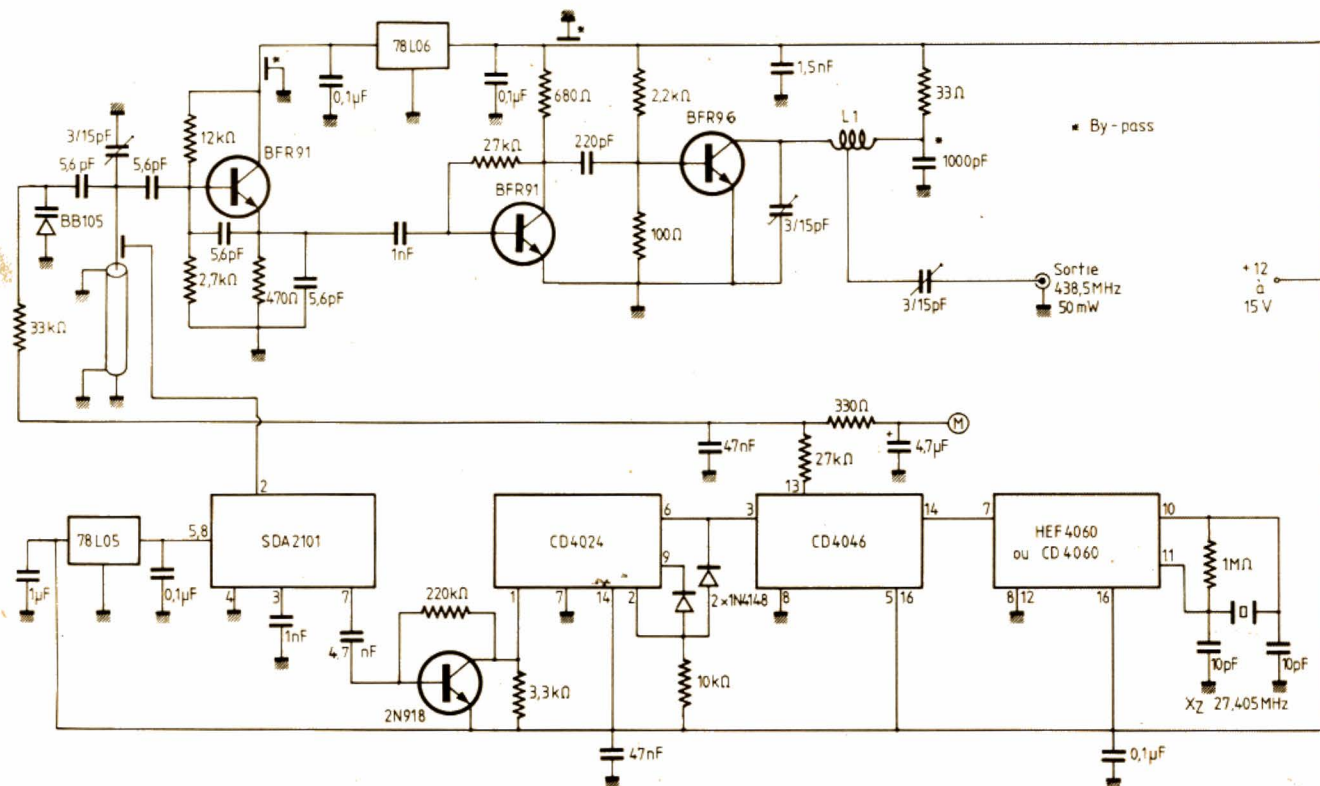 *
78L06
*
0,1µF
0,1µF
680Ω
2,2kΩ
1,5nF
33Ω
L1
*
* By-pass
3/15pF
12kΩ
BFR91
BFR96
27kΩ
220pF
1000pF
5,6pF
5,6pF
BFR91
BB105
5,6pF
1nF
100Ω
3/15pF
2,7kΩ
470Ω
5,6pF
3/15pF
Sortie
438,5MHz
50mW
+12
à
15V
33kΩ
330Ω
M
47nF
27kΩ
+
4,7µF
2
13
78L05
5,8
SDA2101
CD4024
6
3
CD4046
14
7
HEF4060
ou CD4060
10
11
1MΩ
9
1µF
0,1µF
4
3
7
220kΩ
1
7
14
2
2x1N4148
8
5
16
8
12
16
1nF
4,7nF
10pF
10pF
3,3kΩ
10kΩ
2N918
XZ 27,405MHz
47nF
0,1µF